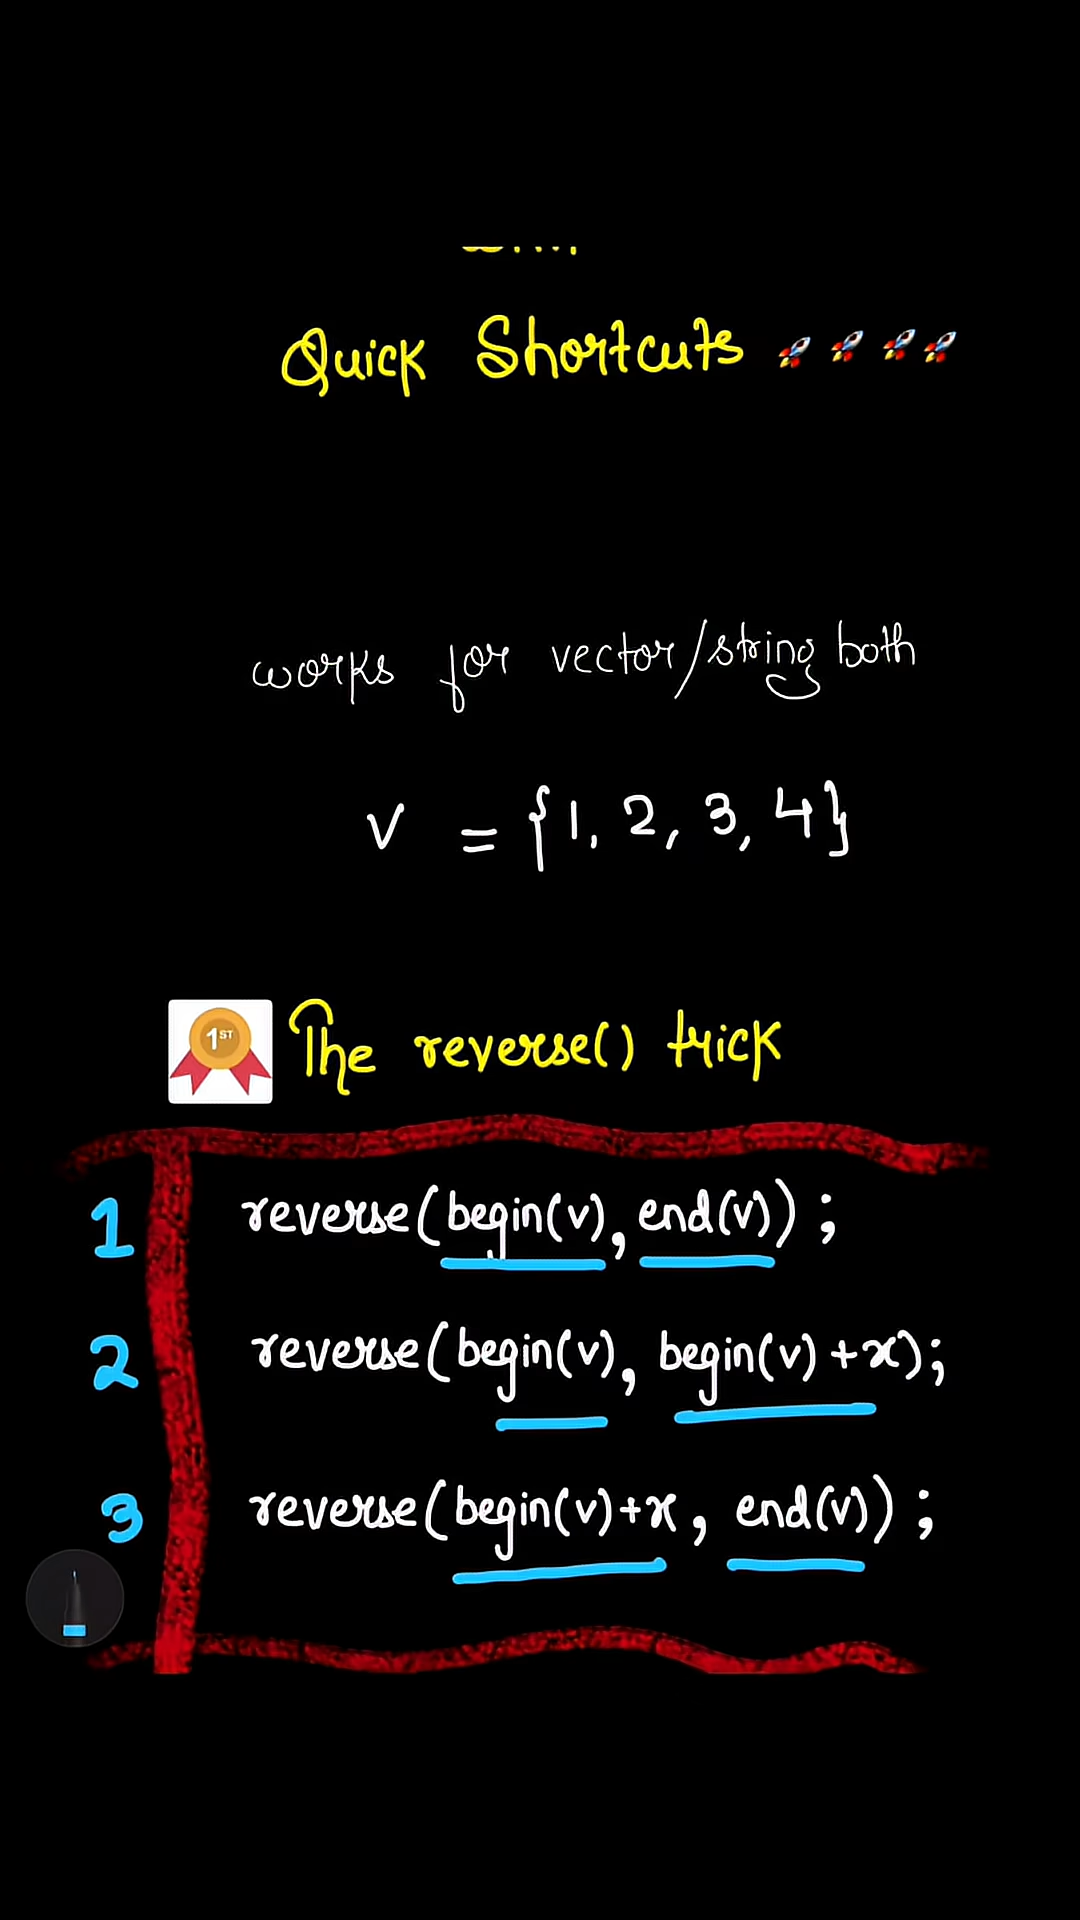 Quick Shortcuts 🚀🚀🚀🚀
works for vector/string both
v = {1, 2, 3, 4}
1ST The reverse() trick
1 reverse(begin(v), end(v));
2 reverse(begin(v), begin(v)+x);
3 reverse(begin(v)+x, end(v));